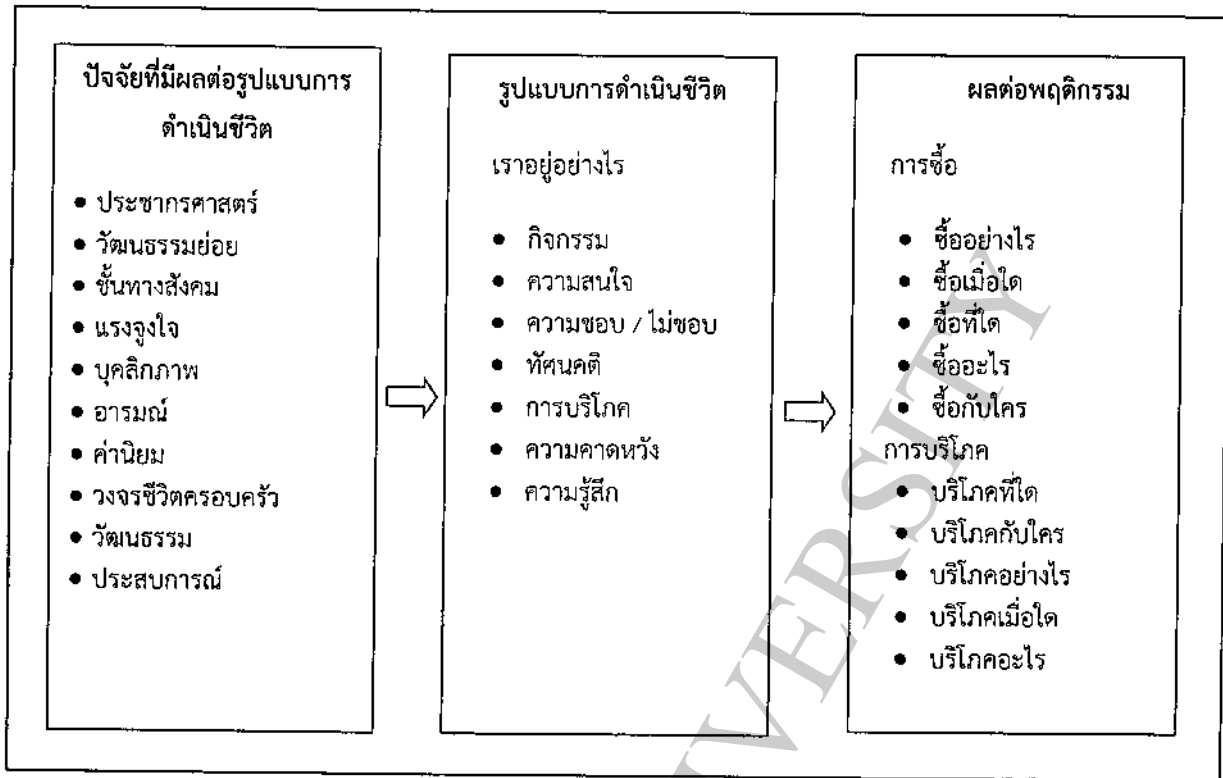 ปัจจัยที่มีผลต่อรูปแบบการ
ดำเนินชีวิต
• ประชากรศาสตร์
• วัฒนธรรมย่อย
• ชั้นทางสังคม
• แรงจูงใจ
• บุคลิกภาพ
• อารมณ์
• ค่านิยม
• วงจรชีวิตครอบครัว
• วัฒนธรรม
• ประสบการณ์
รูปแบบการดำเนินชีวิต
เราอยู่อย่างไร
• กิจกรรม
• ความสนใจ
• ความชอบ / ไม่ชอบ
• ทัศนคติ
• การบริโภค
• ความคาดหวัง
• ความรู้สึก
ผลต่อพฤติกรรม
การซื้อ
• ซื้ออย่างไร
• ซื้อเมื่อใด
• ซื้อที่ใด
• ซื้ออะไร
• ซื้อกับใคร
การบริโภค
• บริโภคที่ใด
• บริโภคกับใคร
• บริโภคอย่างไร
• บริโภคเมื่อใด
• บริโภคอะไร
VERSITY